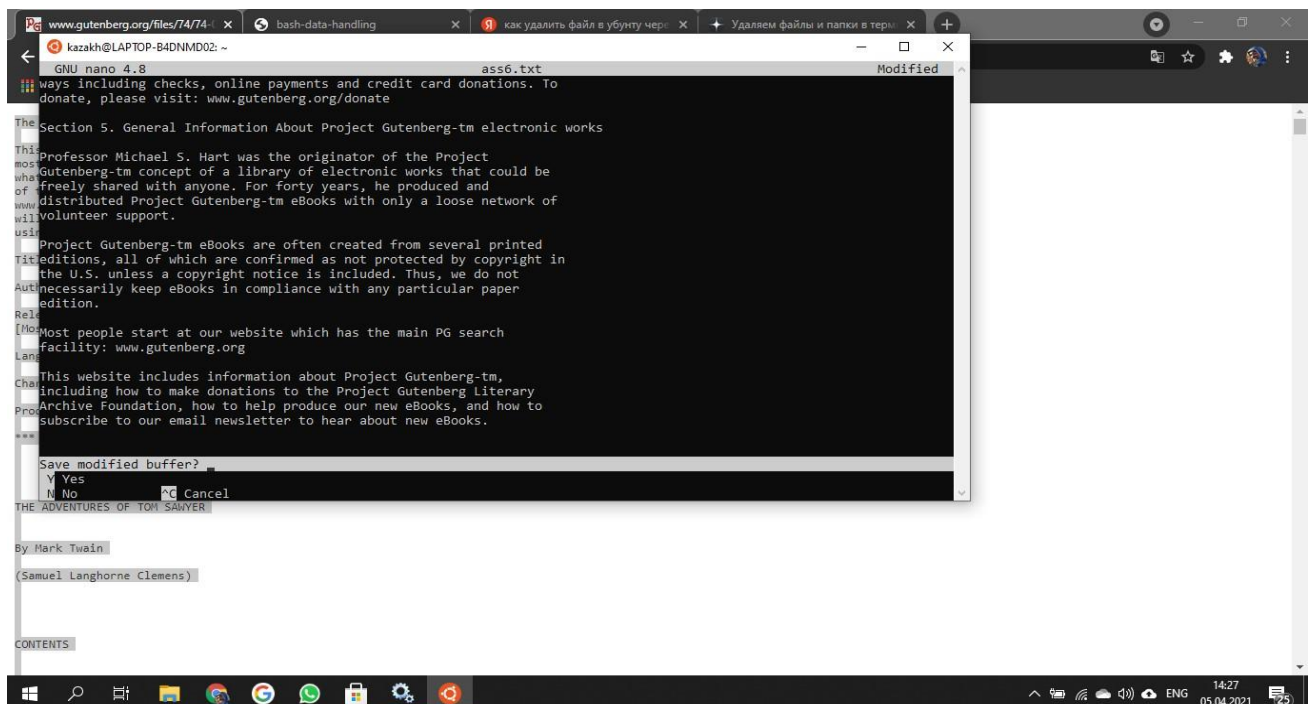 www.gutenberg.org/files/74/74-
bash-data-handling
как удалить файл в убунту чере
Удаляем файлы и папки в терм
kazakh@LAPTOP-B4DNMD02: ~
GNU nano 4.8 ass6.txt Modified
ways including checks, online payments and credit card donations. To
donate, please visit: www.gutenberg.org/donate
Section 5. General Information About Project Gutenberg-tm electronic works
Professor Michael S. Hart was the originator of the Project
Gutenberg-tm concept of a library of electronic works that could be
freely shared with anyone. For forty years, he produced and
distributed Project Gutenberg-tm eBooks with only a loose network of
volunteer support.
Project Gutenberg-tm eBooks are often created from several printed
editions, all of which are confirmed as not protected by copyright in
the U.S. unless a copyright notice is included. Thus, we do not
necessarily keep eBooks in compliance with any particular paper
edition.
Most people start at our website which has the main PG search
facility: www.gutenberg.org
This website includes information about Project Gutenberg-tm,
including how to make donations to the Project Gutenberg Literary
Archive Foundation, how to help produce our new eBooks, and how to
subscribe to our email newsletter to hear about new eBooks.
Save modified buffer?
Y Yes
N No ^C Cancel
The
***
THE ADVENTURES OF TOM SAWYER
By Mark Twain
(Samuel Langhorne Clemens)
CONTENTS
ENG
14:27
05.04.2021
25